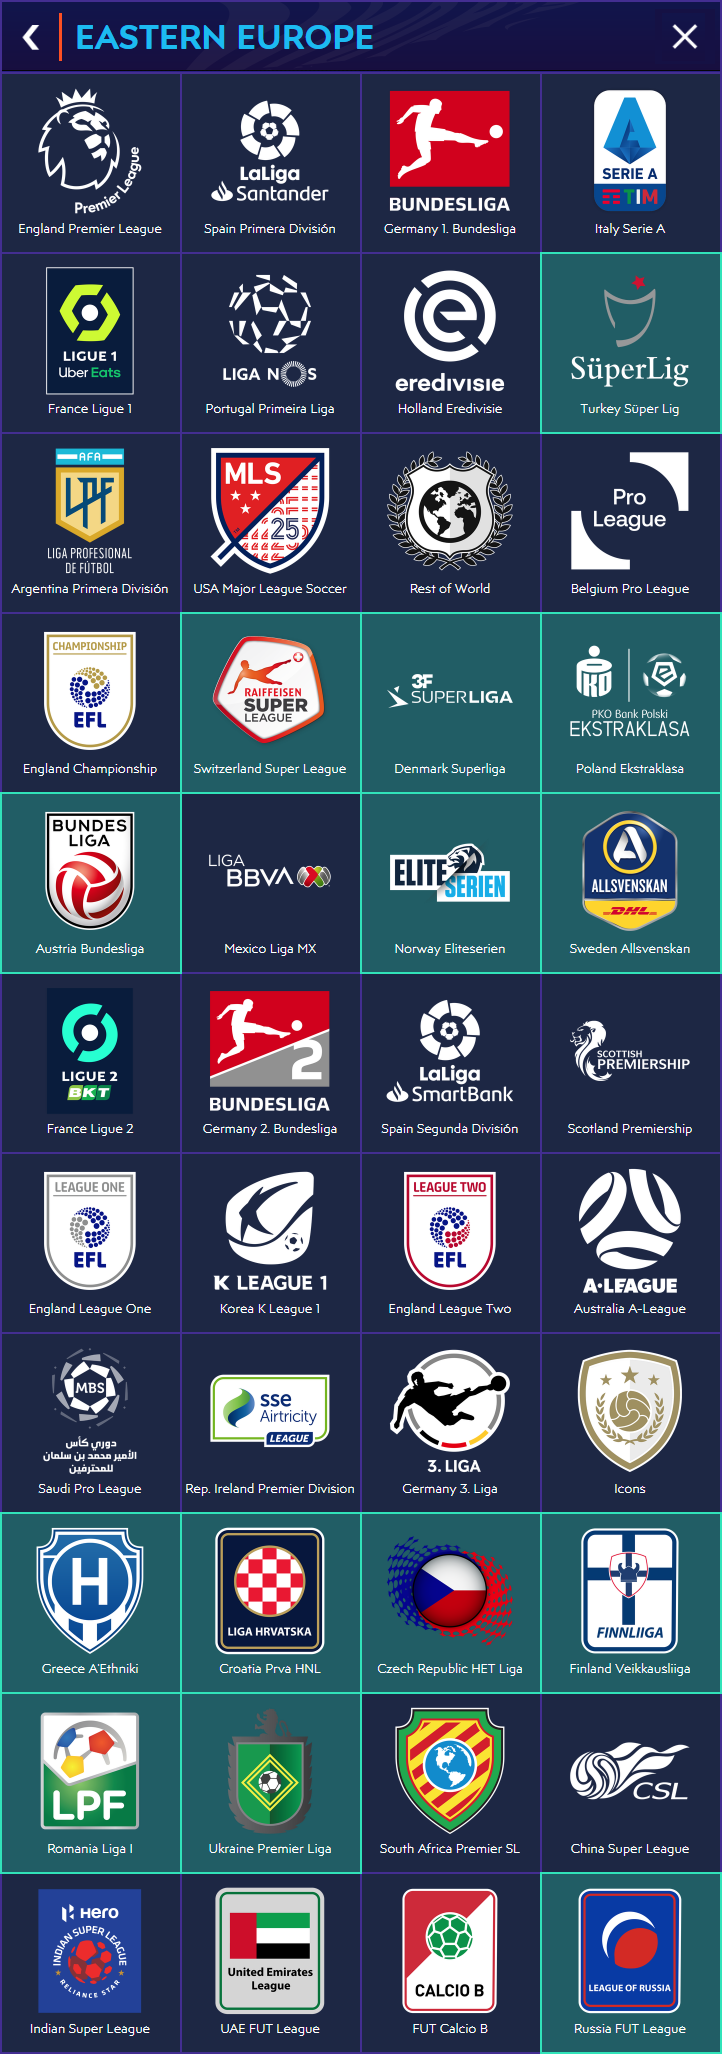 EASTERN EUROPE
Premier League
England Premier League
LaLiga
Santander
Spain Primera División
BUNDESLIGA
Germany 1. Bundesliga
SERIE A
TIM
Italy Serie A
LIGUE 1
Uber Eats
France Ligue 1
LIGA NOS
Portugal Primeira Liga
eredivisie
Holland Eredivisie
SüperLig
Turkey Süper Lig
AFA
LPF
LIGA PROFESIONAL
DE FÚTBOL
Argentina Primera División
MLS
25
USA Major League Soccer
Rest of World
Pro
League
Belgium Pro League
CHAMPIONSHIP
EFL
England Championship
RAIFFEISEN
SUPER
LEAGUE
Switzerland Super League
3F
SUPERLIGA
Denmark Superliga
PKO Bank Polski
EKSTRAKLASA
Poland Ekstraklasa
BUNDES
LIGA
Austria Bundesliga
LIGA
BBVA
Mexico Liga MX
ELITE
SERIEN
Norway Eliteserien
A
ALLSVENSKAN
DHL
Sweden Allsvenskan
LIGUE 2
BKT
France Ligue 2
2
BUNDESLIGA
Germany 2. Bundesliga
LaLiga
SmartBank
Spain Segunda División
SCOTTISH
PREMIERSHIP
Scotland Premiership
LEAGUE ONE
EFL
England League One
K LEAGUE 1
Korea K League 1
LEAGUE TWO
EFL
England League Two
A-LEAGUE
Australia A-League
MBS
دوري كأس
الأمير محمد بن سلمان
للمحترفين
Saudi Pro League
sse
Airtricity
LEAGUE
Rep. Ireland Premier Division
3. LIGA
Germany 3. Liga
Icons
H
Greece A'Ethniki
LIGA HRVATSKA
Croatia Prva HNL
Czech Republic HET Liga
FINNLIIGA
Finland Veikkausliiga
LPF
Romania Liga I
Ukraine Premier Liga
South Africa Premier SL
CSL
China Super League
Hero
INDIAN SUPER LEAGUE
RELIANCE STAR
Indian Super League
United Emirates
League
UAE FUT League
CALCIO B
FUT Calcio B
LEAGUE OF RUSSIA
Russia FUT League